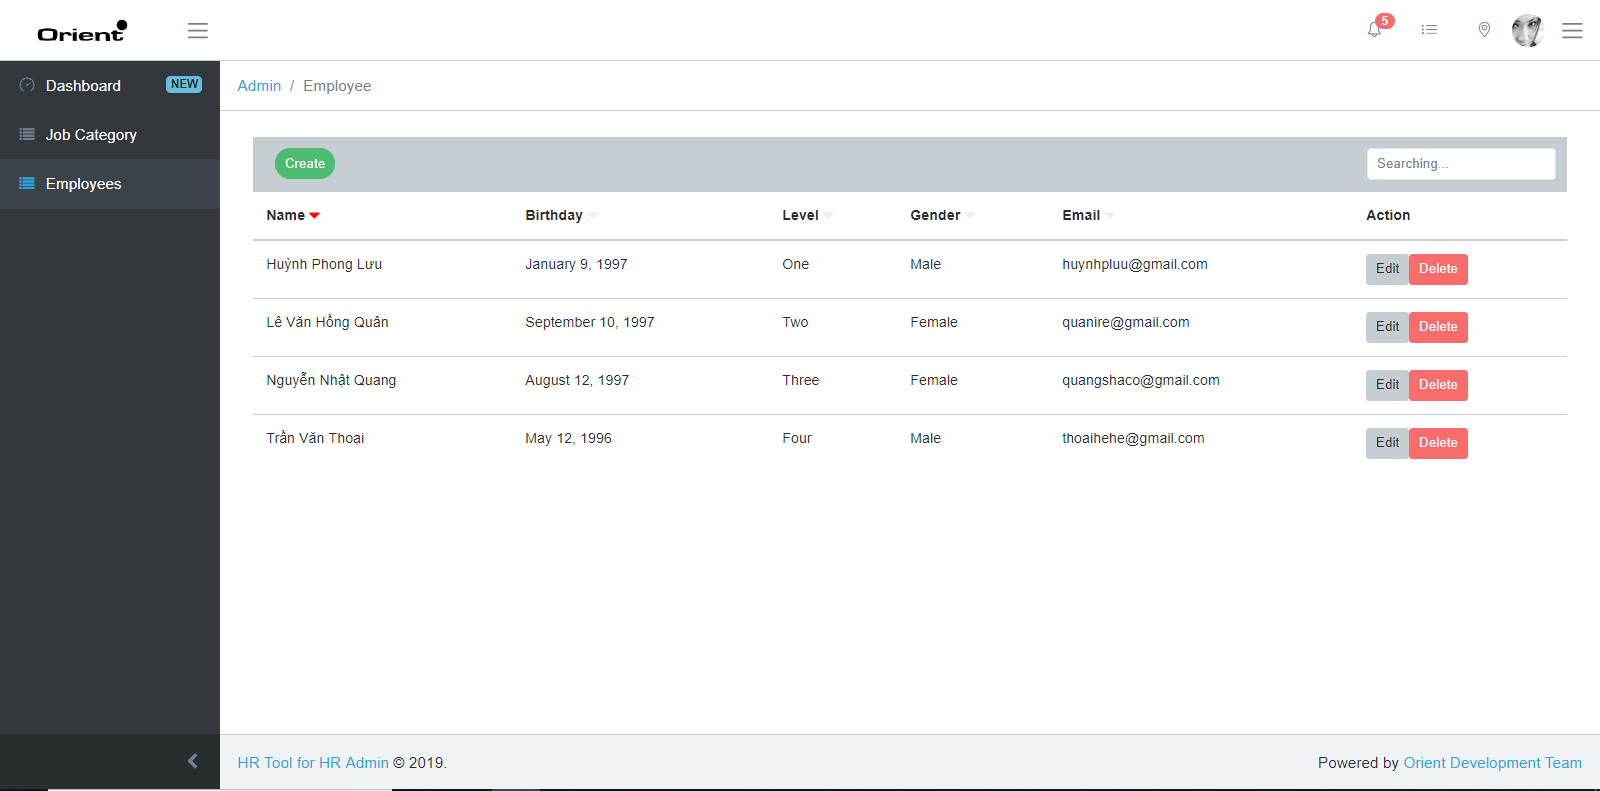 Orient
5
Dashboard NEW
Job Category
Employees
Admin / Employee
Create
Searching...
Name Birthday Level Gender Email Action
Huỳnh Phong Lưu January 9, 1997 One Male huynhpluu@gmail.com Edit Delete
Lê Văn Hồng Quân September 10, 1997 Two Female quanire@gmail.com Edit Delete
Nguyễn Nhật Quang August 12, 1997 Three Female quangshaco@gmail.com Edit Delete
Trần Văn Thoại May 12, 1996 Four Male thoaihehe@gmail.com Edit Delete
HR Tool for HR Admin © 2019. Powered by Orient Development Team